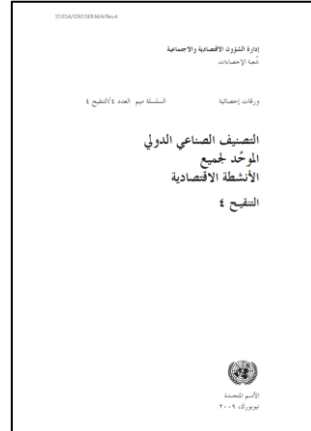 ST/ESA/STAT/SER.M/4/Rev.4
إدارة الشؤون الاقتصادية والاجتماعية
شعبة الإحصاءات
ورقات إحصائية السلسلة ميم العدد ٤/التنقيح ٤
التصنيف الصناعي الدولي
الموحَّد لجميع
الأنشطة الاقتصادية
التنقيح ٤
الأمم المتحدة
نيويورك، ٢٠٠٩